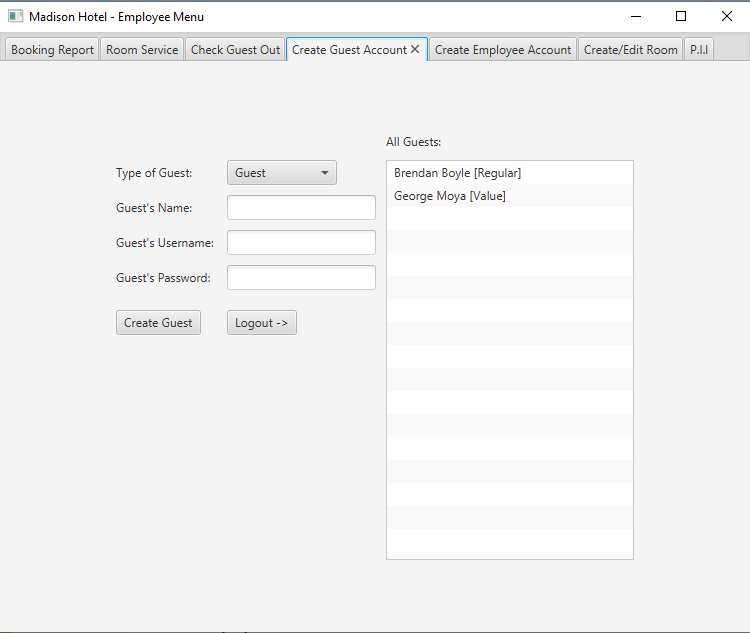 Madison Hotel - Employee Menu
Booking Report Room Service Check Guest Out Create Guest Account Create Employee Account Create/Edit Room P.I.I
All Guests:
Type of Guest: Guest
Guest's Name:
Guest's Username:
Guest's Password:
Create Guest Logout ->
Brendan Boyle [Regular]
George Moya [Value]